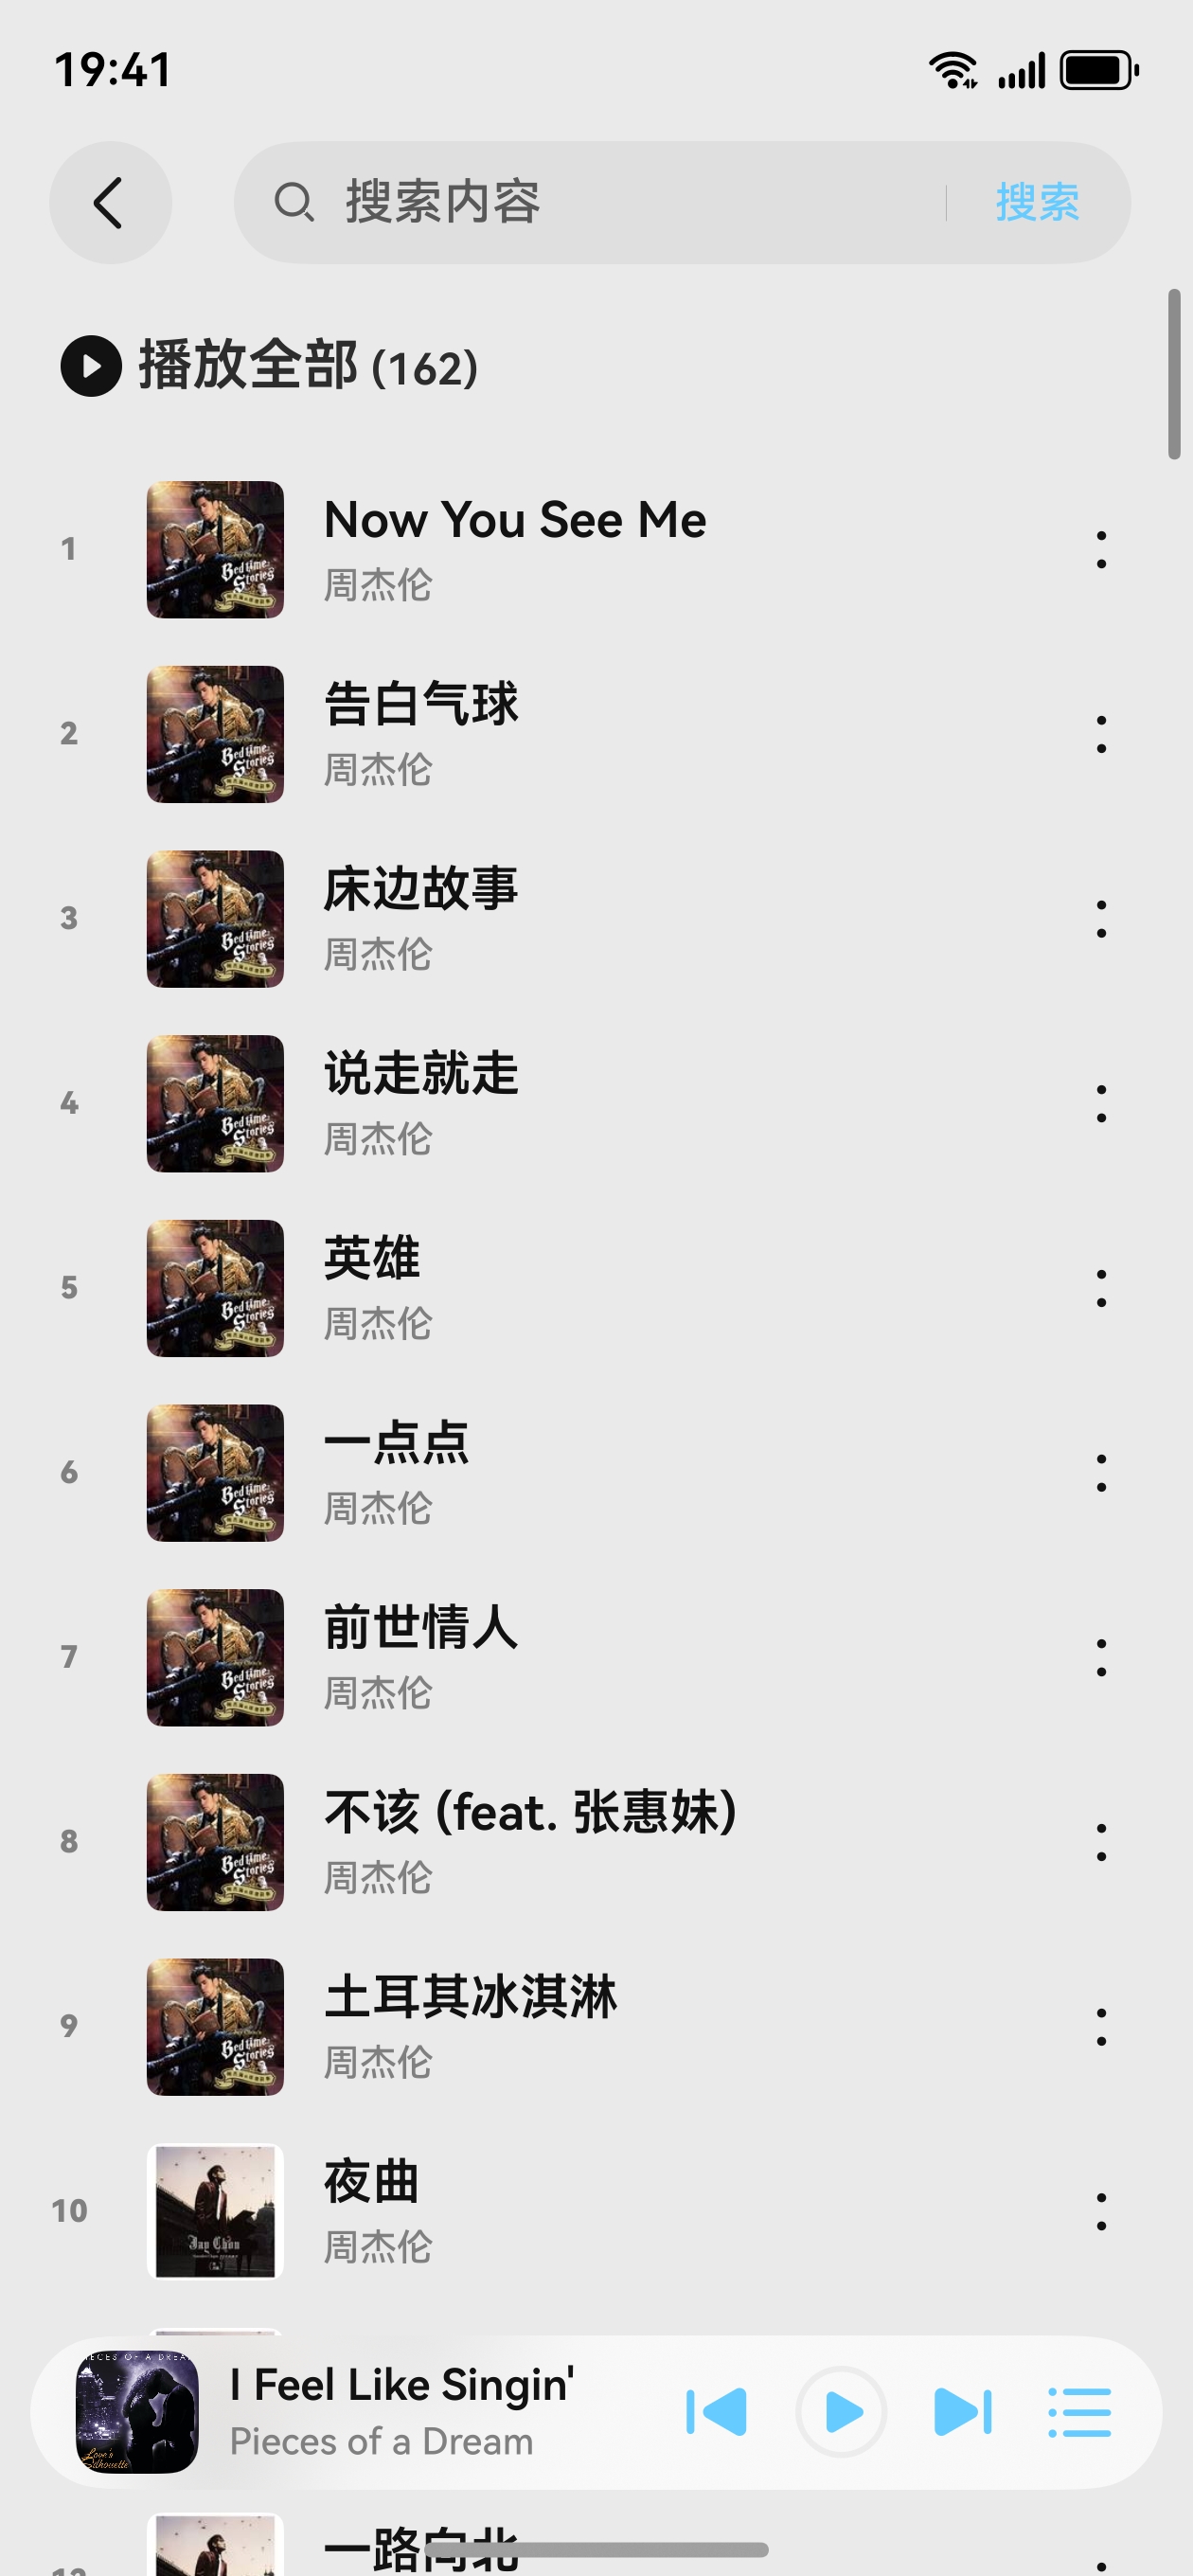 19:41
搜索内容
搜索
播放全部 (162)
1
Now You See Me
周杰伦
2
告白气球
周杰伦
3
床边故事
周杰伦
4
说走就走
周杰伦
5
英雄
周杰伦
6
一点点
周杰伦
7
前世情人
周杰伦
8
不该 (feat. 张惠妹)
周杰伦
9
土耳其冰淇淋
周杰伦
10
夜曲
周杰伦
I Feel Like Singin'
Pieces of a Dream
一路向北